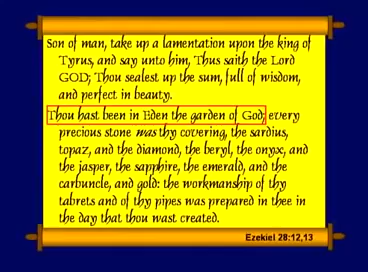 Son of man, take up a lamentation upon the king of
Tyrus, and say unto him, Thus saith the Lord
GOD; Thou sealest up the sum, full of wisdom,
and perfect in beauty.
Thou hast been in Eden the garden of God; every
precious stone was thy covering, the sardius,
topaz, and the diamond, the beryl, the onyx, and
the jasper, the sapphire, the emerald, and the
carbuncle, and gold: the workmanship of thy
tabrets and of thy pipes was prepared in thee in
the day that thou wast created.
Ezekiel 28:12,13